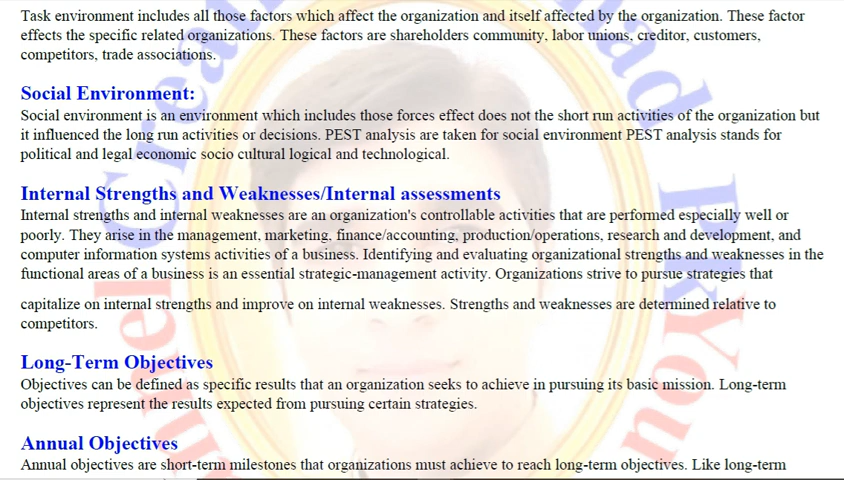 Task environment includes all those factors which affect the organization and itself affected by the organization. These factor
effects the specific related organizations. These factors are shareholders community, labor unions, creditor, customers,
competitors, trade associations.
Social Environment:
Social environment is an environment which includes those forces effect does not the short run activities of the organization but
it influenced the long run activities or decisions. PEST analysis are taken for social environment PEST analysis stands for
political and legal economic socio cultural logical and technological.
Internal Strengths and Weaknesses/Internal assessments
Internal strengths and internal weaknesses are an organization's controllable activities that are performed especially well or
poorly. They arise in the management, marketing, finance/accounting, production/operations, research and development, and
computer information systems activities of a business. Identifying and evaluating organizational strengths and weaknesses in the
functional areas of a business is an essential strategic-management activity. Organizations strive to pursue strategies that
capitalize on internal strengths and improve on internal weaknesses. Strengths and weaknesses are determined relative to
competitors.
Long-Term Objectives
Objectives can be defined as specific results that an organization seeks to achieve in pursuing its basic mission. Long-term
objectives represent the results expected from pursuing certain strategies.
Annual Objectives
Annual objectives are short-term milestones that organizations must achieve to reach long-term objectives. Like long-term